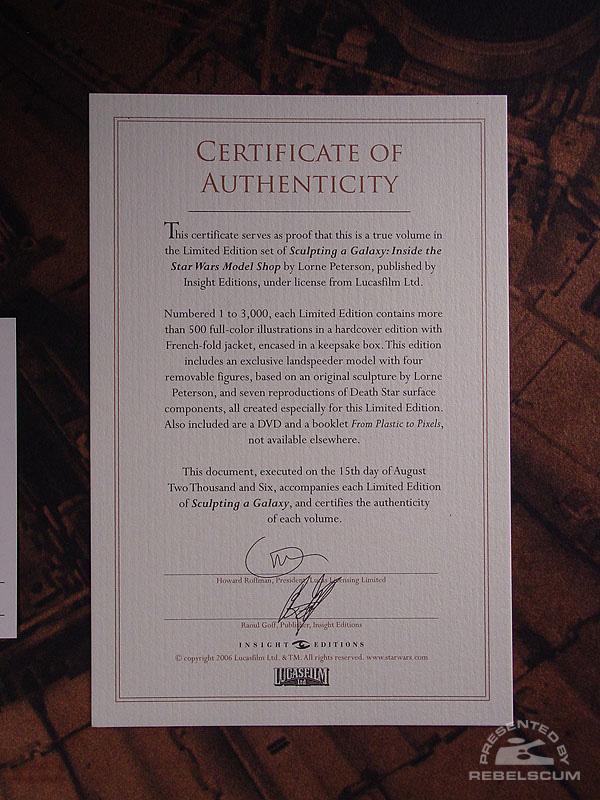 CERTIFICATE OF
AUTHENTICITY
This certificate serves as proof that this is a true volume in
the Limited Edition set of Sculpting a Galaxy: Inside the
Star Wars Model Shop by Lorne Peterson, published by
Insight Editions, under license from Lucasfilm Ltd.
Numbered 1 to 3,000, each Limited Edition contains more
than 500 full-color illustrations in a hardcover edition with
French-fold jacket, encased in a keepsake box. This edition
includes an exclusive landspeeder model with four
removable figures, based on an original sculpture by Lorne
Peterson, and seven reproductions of Death Star surface
components, all created especially for this Limited Edition.
Also included are a DVD and a booklet From Plastic to Pixels,
not available elsewhere.
This document, executed on the 15th day of August
Two Thousand and Six, accompanies each Limited Edition
of Sculpting a Galaxy, and certifies the authenticity
of each volume.
Howard Roffman, President, Lucas Licensing Limited
Raoul Goff, Publisher, Insight Editions
INSIGHT EDITIONS
© copyright 2006 Lucasfilm Ltd. & TM. All rights reserved. www.starwars.com
LUCASFILM
Ltd
PRESENTED BY
REBELSCUM